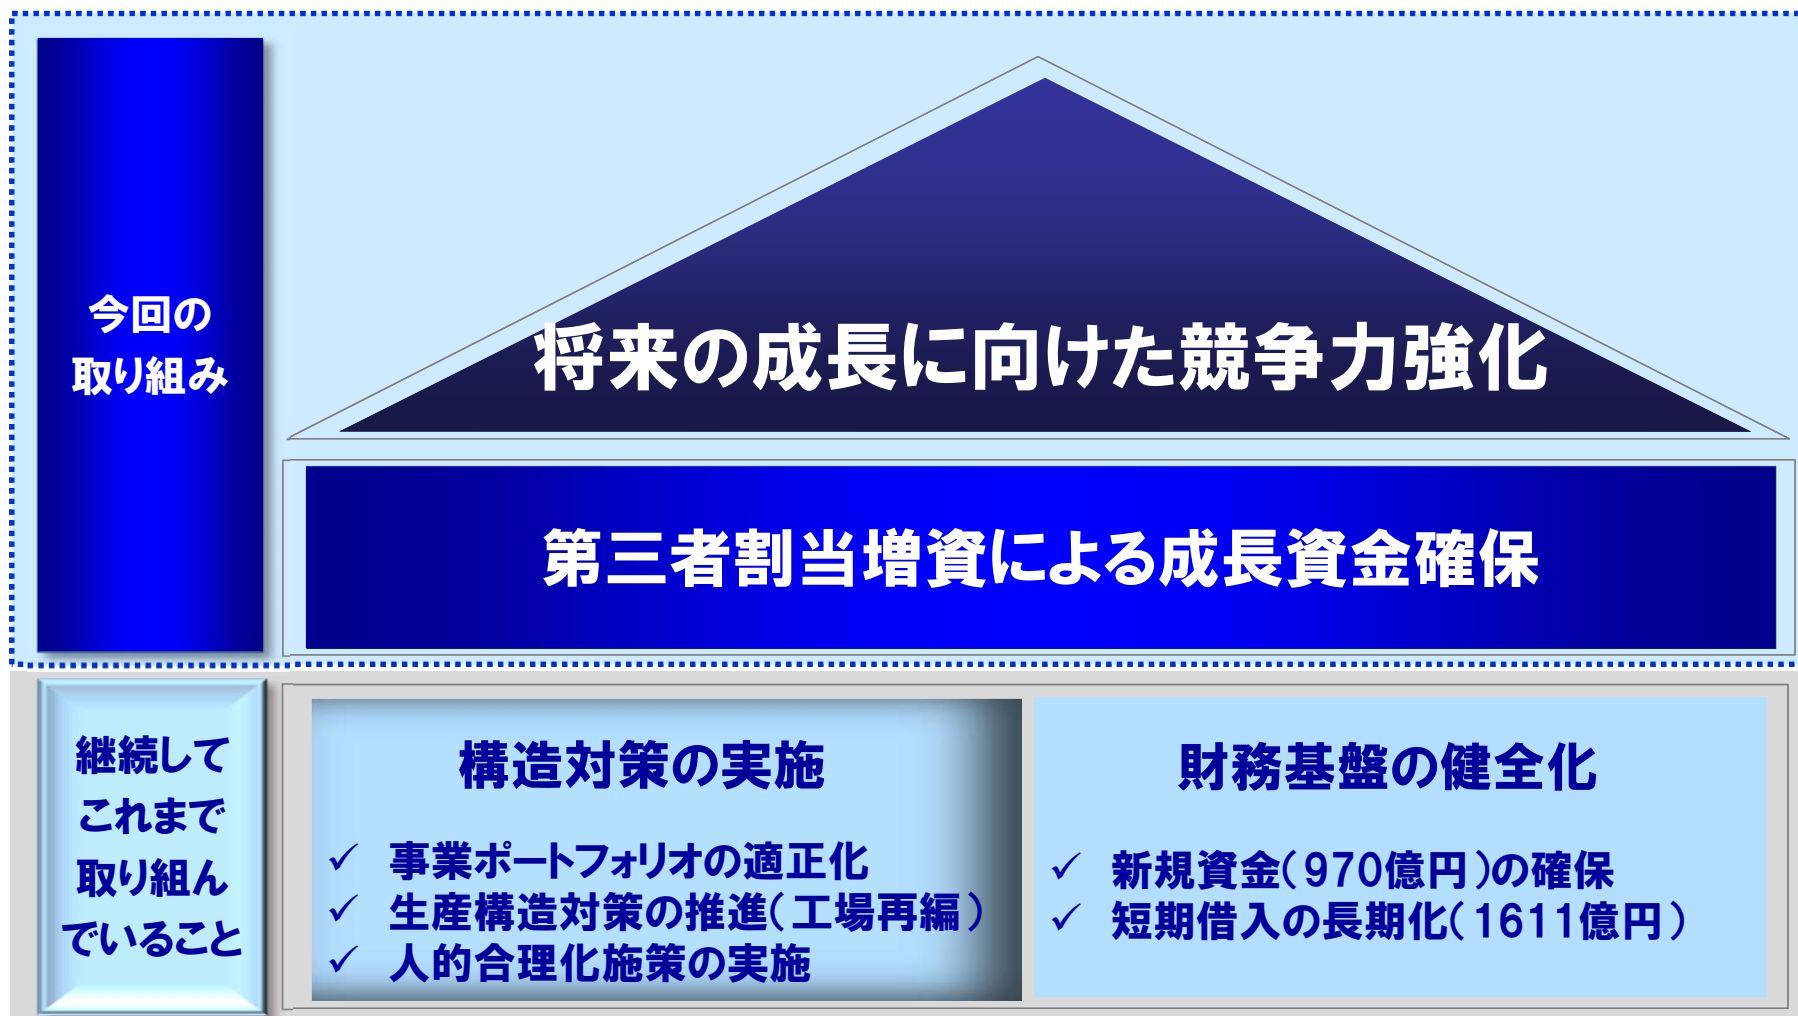 今回の
取り組み
将来の成長に向けた競争力強化
第三者割当増資による成長資金確保
継続して
これまで
取り組ん
でいること
構造対策の実施
✓ 事業ポートフォリオの適正化
✓ 生産構造対策の推進(工場再編)
✓ 人的合理化施策の実施
財務基盤の健全化
✓ 新規資金(970億円)の確保
✓ 短期借入の長期化(1611億円)